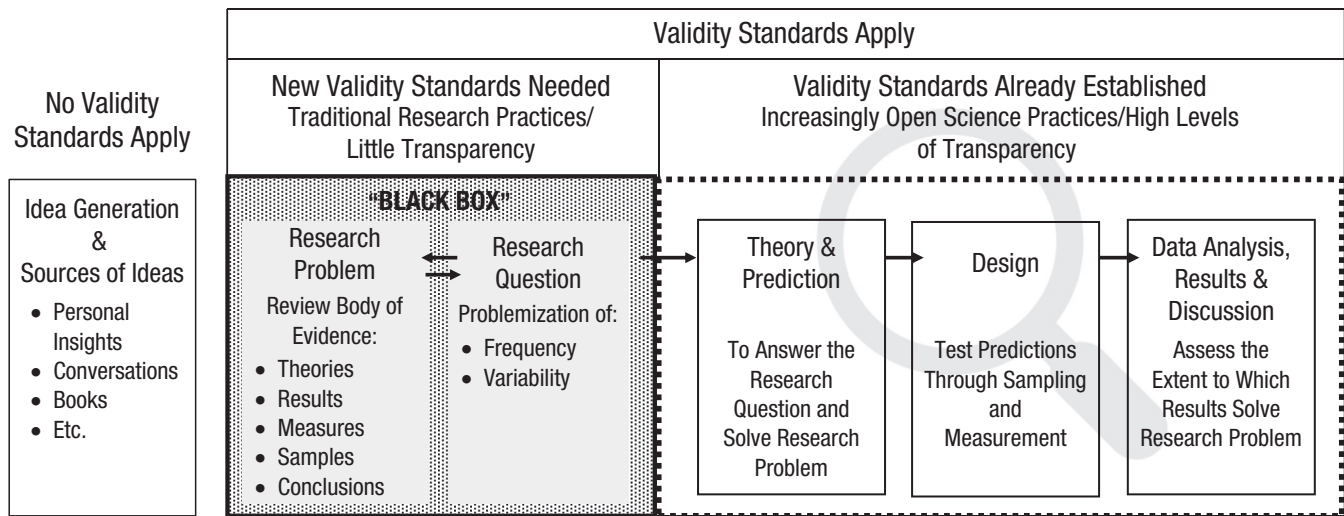 Validity Standards Apply
No Validity
Standards Apply
New Validity Standards Needed
Traditional Research Practices/
Little Transparency
Validity Standards Already Established
Increasingly Open Science Practices/High Levels
of Transparency
Idea Generation
&
Sources of Ideas
• Personal
Insights
• Conversations
• Books
• Etc.
"BLACK BOX"
Research
Problem
Review Body of
Evidence:
• Theories
• Results
• Measures
• Samples
• Conclusions
Research
Question
Problemization of:
• Frequency
• Variability
Theory &
Prediction
To Answer the
Research
Question and
Solve Research
Problem
Design
Test Predictions
Through Sampling
and
Measurement
Data Analysis,
Results &
Discussion
Assess the
Extent to Which
Results Solve
Research Problem